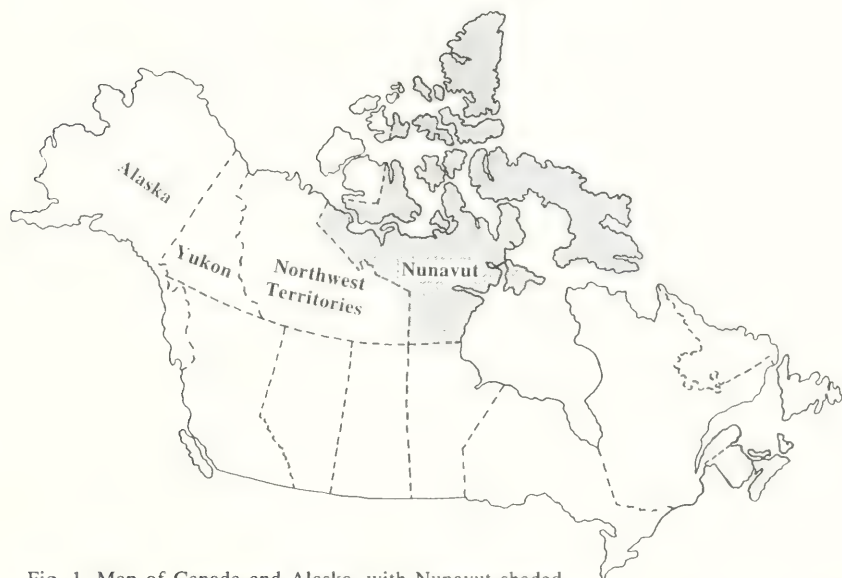 Alaska
Yukon
Northwest
Territories
Nunavut
Fig. 1. Map of Canada and Alaska, with Nunavut shaded.